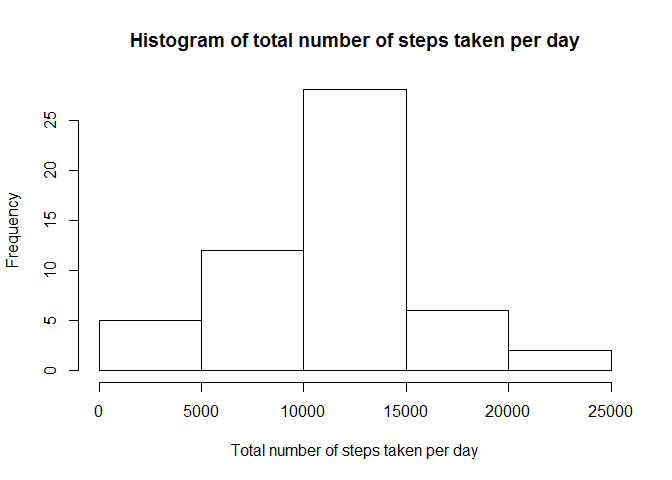 Histogram of total number of steps taken per day
Frequency
25
20
15
10
5
0
0 5000 10000 15000 20000 25000
Total number of steps taken per day